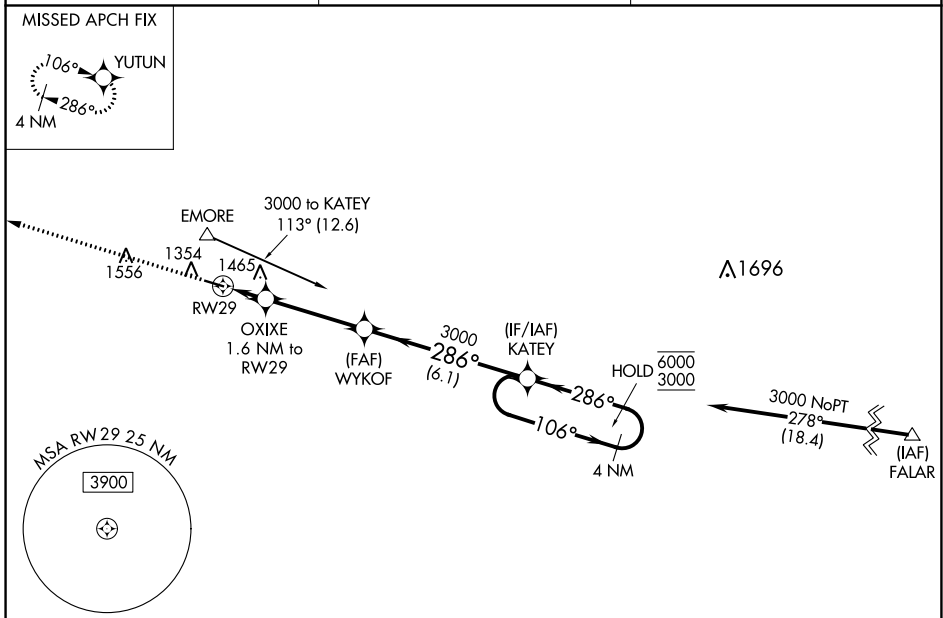 MISSED APCH FIX
106°
YUTUN
286°
4 NM
3000 to KATEY
113° (12.6)
EMORE
1556
1354
1465
1696
RW29
OXIXE
1.6 NM to
RW29
(FAF)
WYKOF
3000
286°
(6.1)
(IF/IAF)
KATEY
HOLD
6000
3000
286°
106°
4 NM
3000 NoPT
278°
(18.4)
(IAF)
FALAR
MSA RW29 25 NM
3900